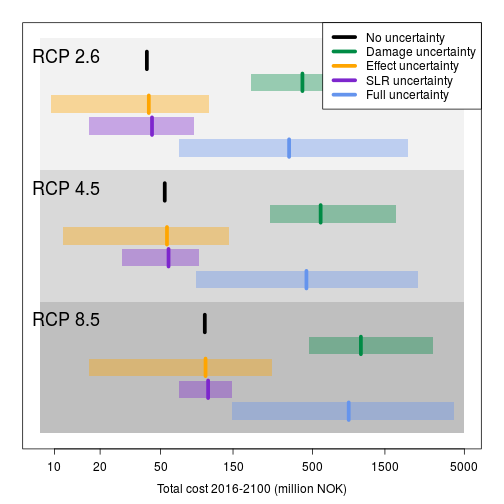 No uncertainty
Damage uncertainty
Effect uncertainty
SLR uncertainty
Full uncertainty
RCP 2.6
RCP 4.5
RCP 8.5
10 20 50 150 500 1500 5000
Total cost 2016-2100 (million NOK)